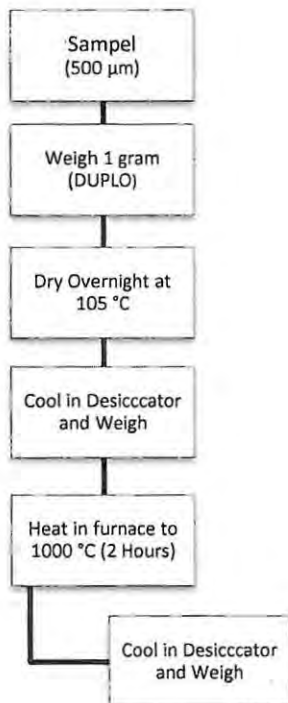 Sampel
(500 µm)
Weigh 1 gram
(DUPLO)
Dry Overnight at
105 °C
Cool in Desicccator
and Weigh
Heat in furnace to
1000 °C (2 Hours)
Cool in Desicccator
and Weigh